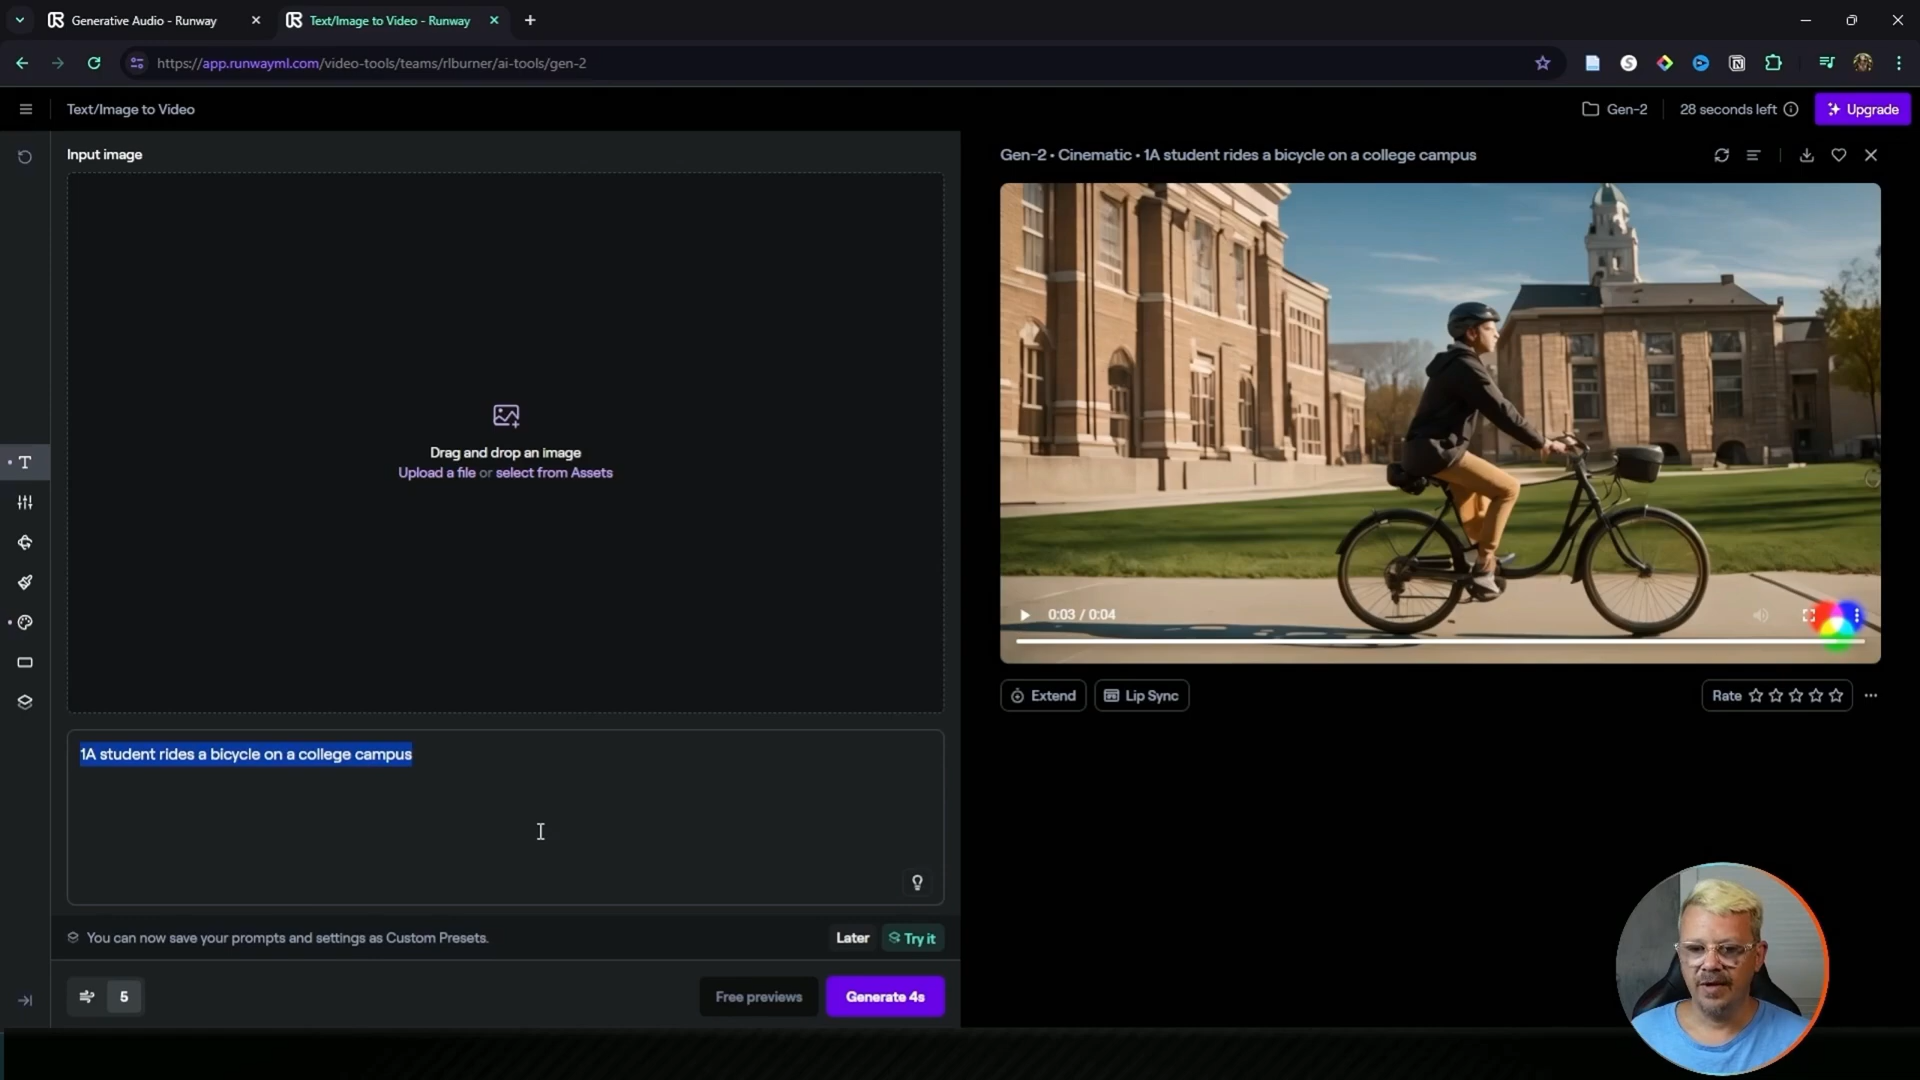 Generative Audio - Runway
Text/Image to Video - Runway
https://app.runwayml.com/video-tools/teams/rlburner/ai-tools/gen-2
Text/Image to Video
Gen-2
28 seconds left
Upgrade
Input image
Gen-2 • Cinematic • 1A student rides a bicycle on a college campus
Drag and drop an image
Upload a file or select from Assets
0:03 / 0:04
Extend
Lip Sync
Rate
1A student rides a bicycle on a college campus
You can now save your prompts and settings as Custom Presets.
Later
Try it
5
Free previews
Generate 4s